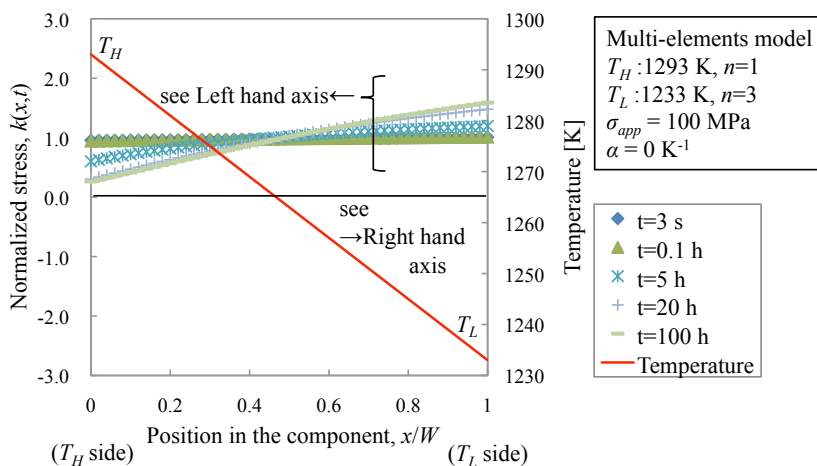 3.0
2.0
1.0
0.0
-1.0
-2.0
-3.0
Normalized stress, k(x,t)
T_H
see Left hand axis←
see
→Right hand
axis
T_L
1300
1290
1280
1270
1260
1250
1240
1230
Temperature [K]
0
0.2
0.4
0.6
0.8
1
Position in the component, x/W
(T_H side)
(T_L side)
Multi-elements model
T_H :1293 K, n=1
T_L :1233 K, n=3
σ_app = 100 MPa
α = 0 K⁻¹
t=3 s
t=0.1 h
t=5 h
t=20 h
t=100 h
Temperature